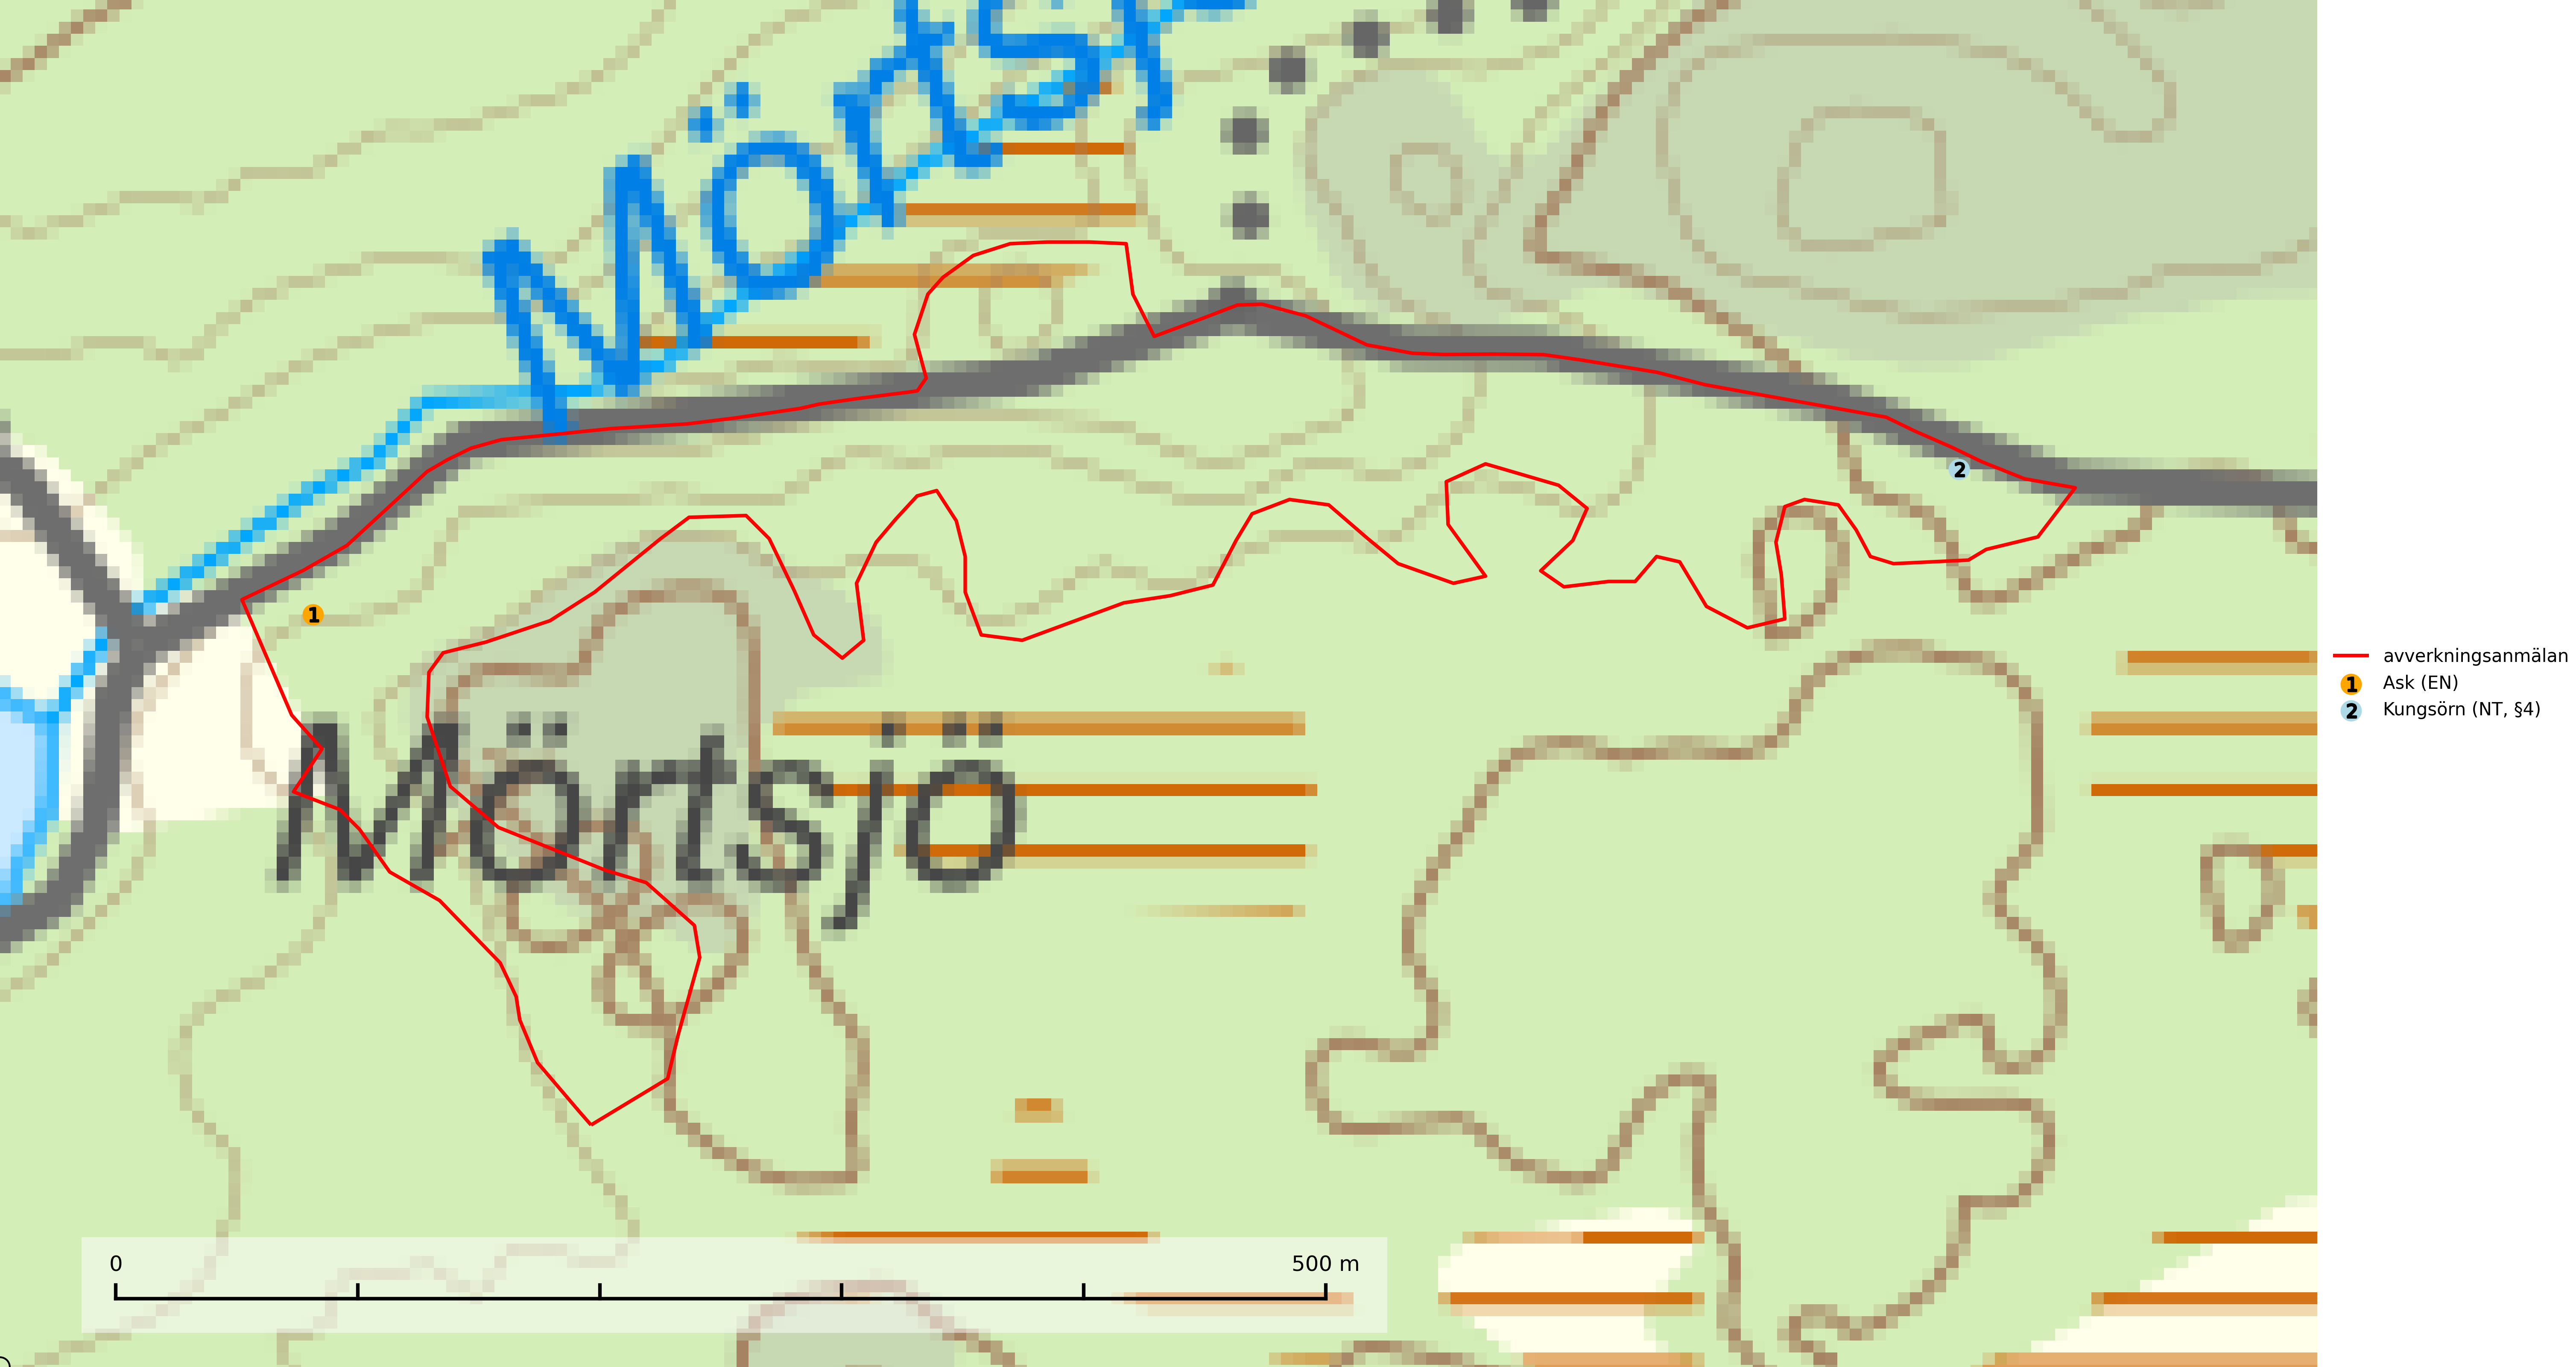 Mörtsj
Mörtsjö
0 500 m
avverkningsanmälan
1 Ask (EN)
2 Kungsörn (NT, §4)
1
2